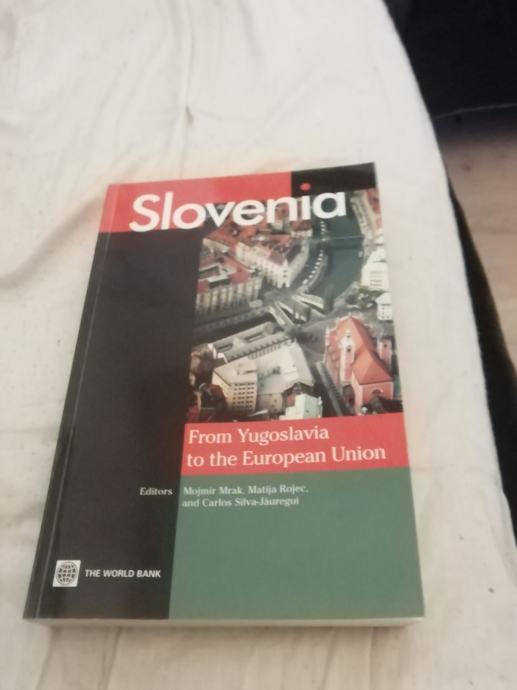 Slovenia
From Yugoslavia
to the European Union
Editors Mojmir Mrak, Matija Rojec,
and Carlos Silva-Jáuregui
THE WORLD BANK